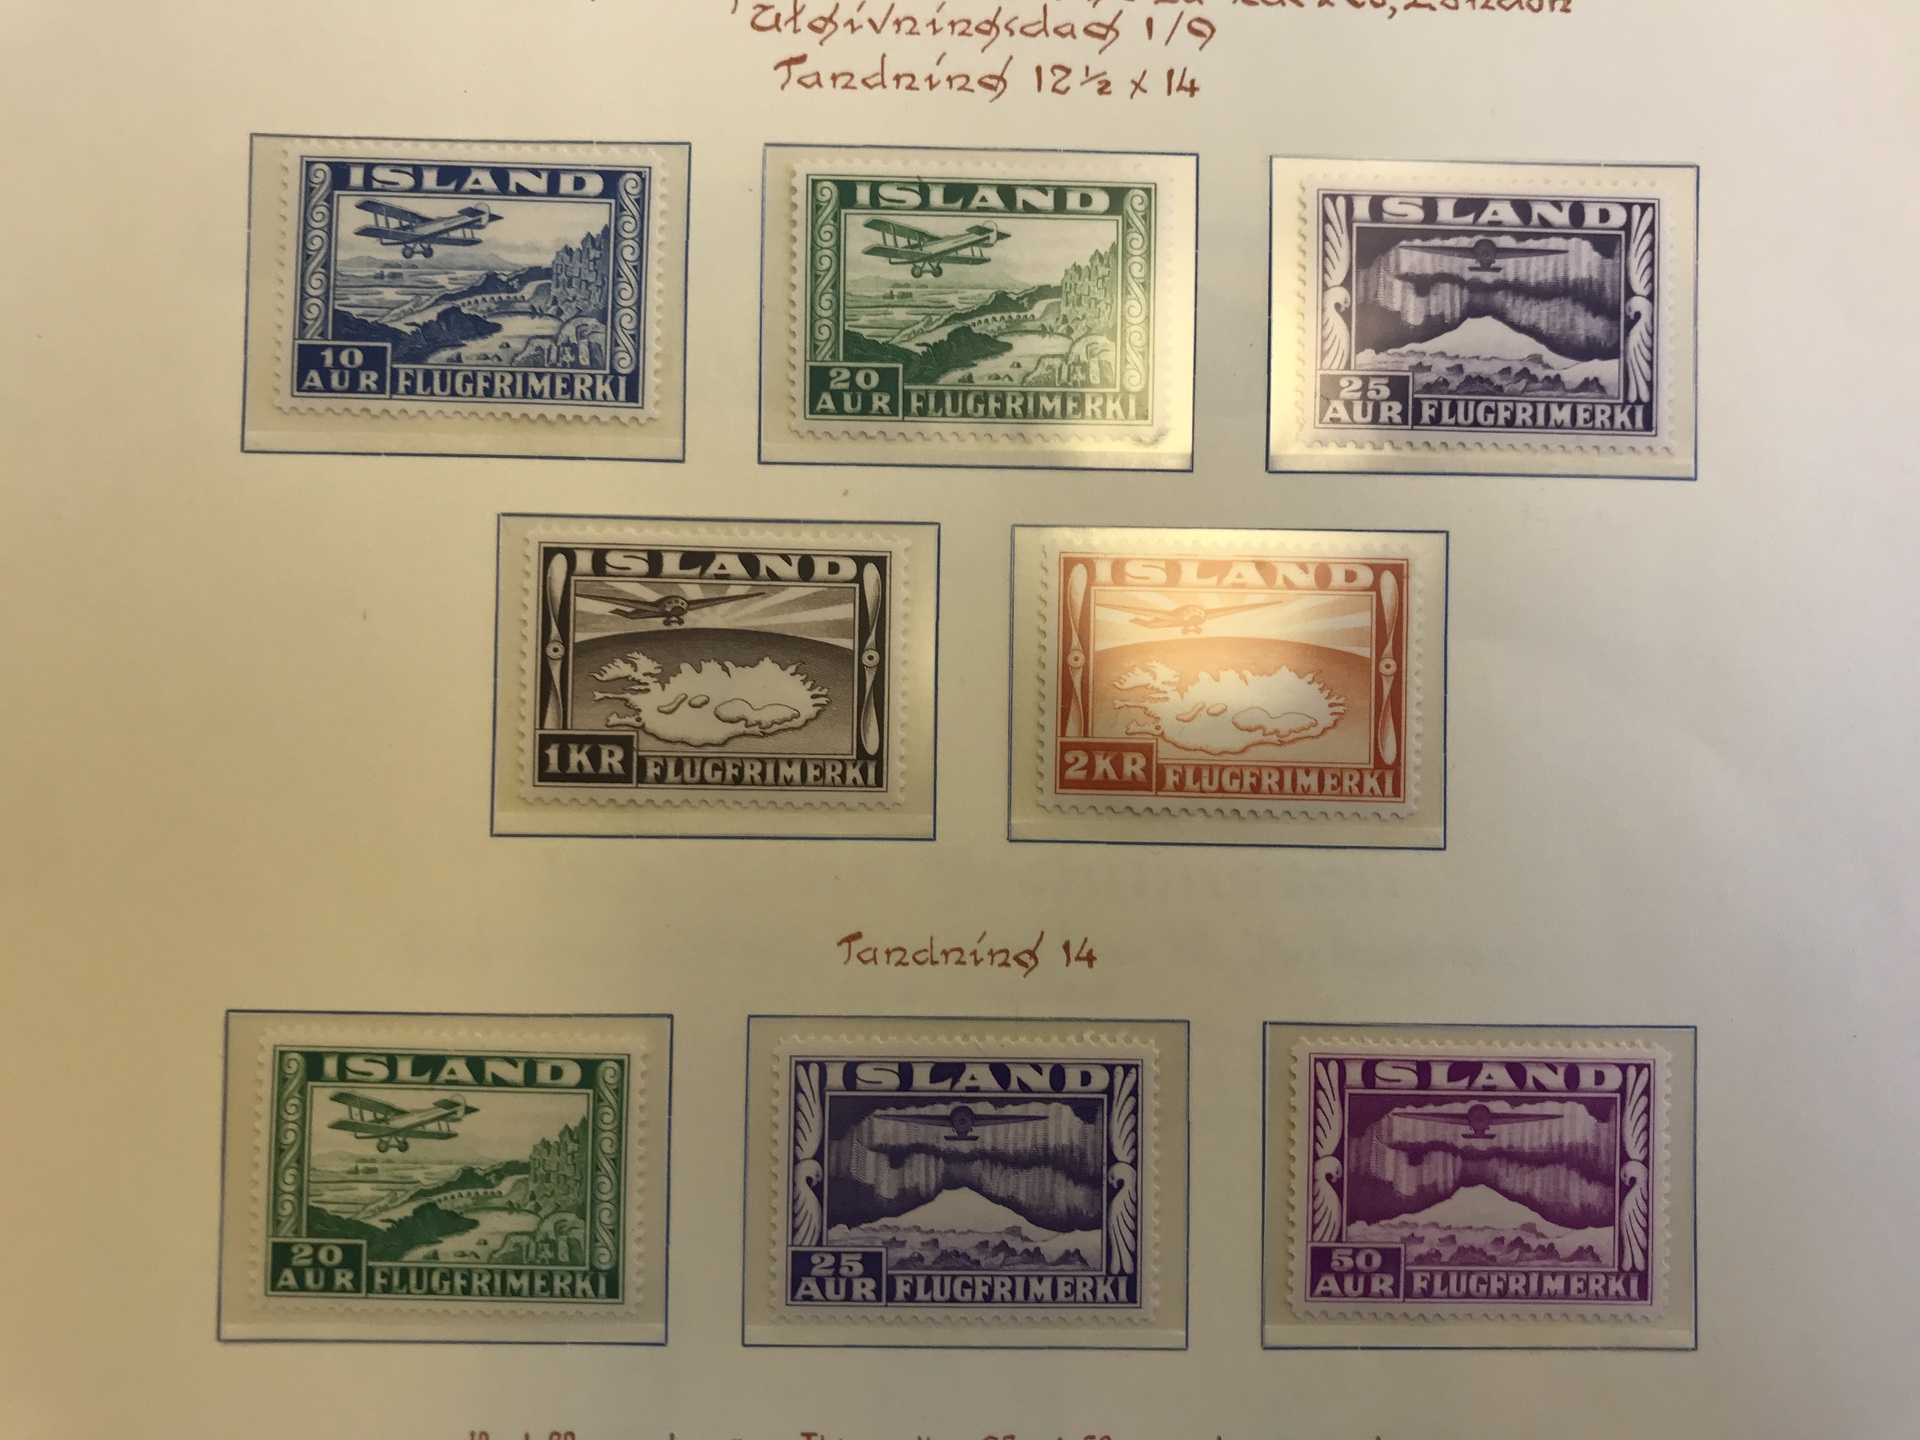 London
Utgivningsdag 1/9
Tandning 12½ x 14
ISLAND
10 AUR FLUGFRIMERKI
ISLAND
20 AUR FLUGFRIMERKI
ISLAND
25 AUR FLUGFRIMERKI
ISLAND
1KR FLUGFRIMERKI
ISLAND
2KR FLUGFRIMERKI
Tandning 14
ISLAND
20 AUR FLUGFRIMERKI
ISLAND
25 AUR FLUGFRIMERKI
ISLAND
50 AUR FLUGFRIMERKI